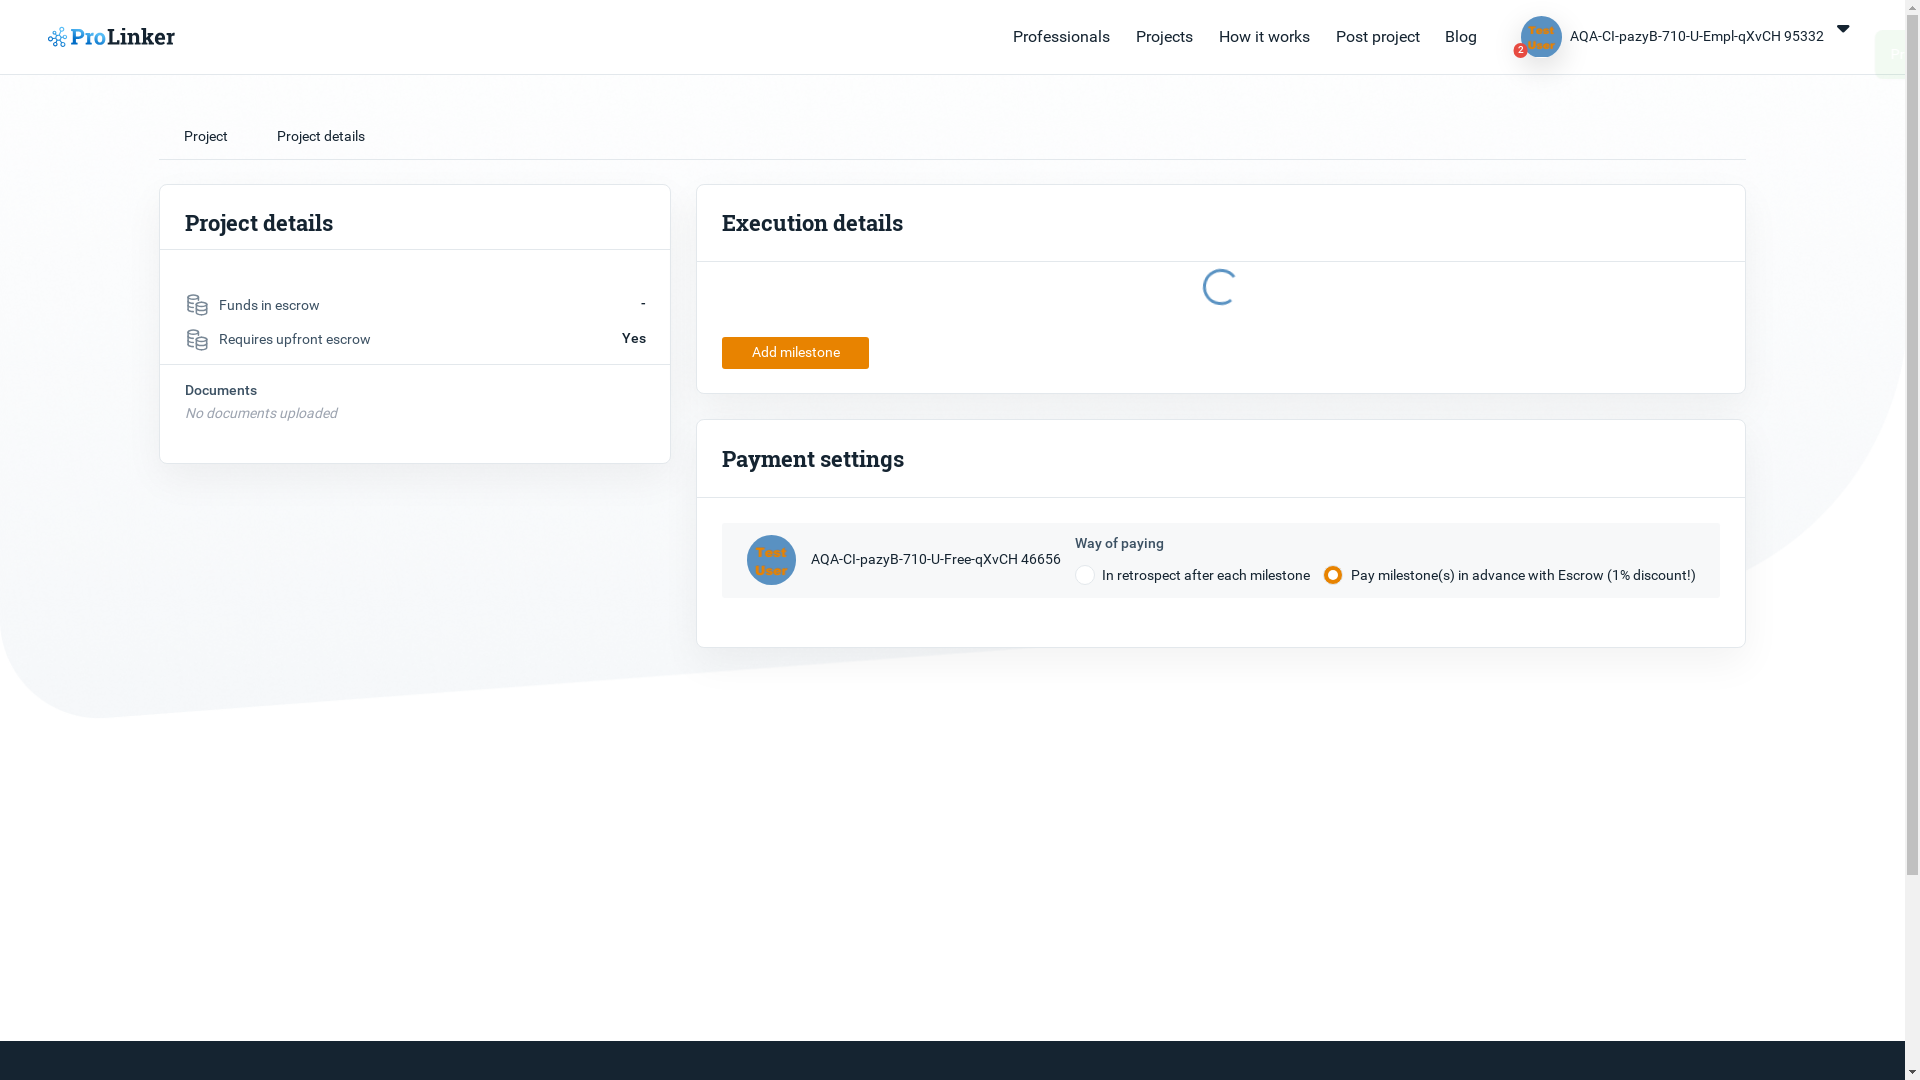 ProLinker
Professionals
Projects
How it works
Post project
Blog
Test
User
2
AQA-CI-pazyB-710-U-Empl-qXvCH 95332
Project
Project details
Project details
Funds in escrow
-
Requires upfront escrow
Yes
Documents
No documents uploaded
Execution details
Add milestone
Payment settings
Test
User
AQA-CI-pazyB-710-U-Free-qXvCH 46656
Way of paying
In retrospect after each milestone
Pay milestone(s) in advance with Escrow (1% discount!)